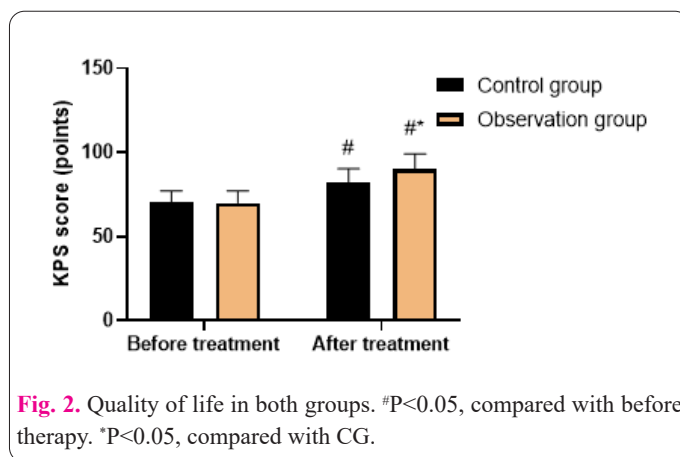 150
Control group
Observation group
#*
#
100
KPS score (points)
50
0
Before treatment After treatment
Fig. 2. Quality of life in both groups. #P<0.05, compared with before
therapy. *P<0.05, compared with CG.